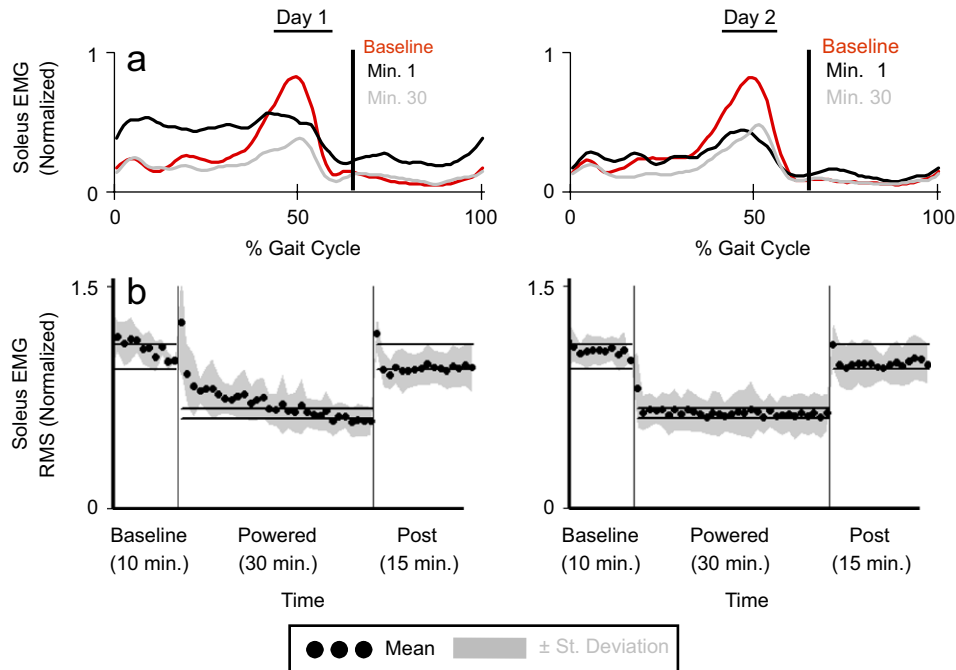 Day 1
Day 2
Soleus EMG
(Normalized)
1
0
a
Baseline
Min. 1
Min. 30
0
50
100
% Gait Cycle
1
0
Baseline
Min. 1
Min. 30
0
50
100
% Gait Cycle
Soleus EMG
RMS (Normalized)
1.5
0
b
Baseline
(10 min.)
Powered
(30 min.)
Post
(15 min.)
Time
1.5
0
Baseline
(10 min.)
Powered
(30 min.)
Post
(15 min.)
Time
Mean
± St. Deviation